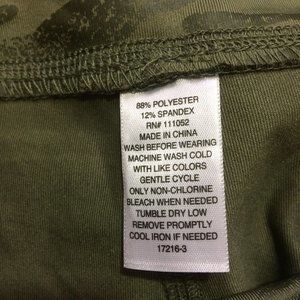 88% POLYESTER
12% SPANDEX
RN# 111052
MADE IN CHINA
WASH BEFORE WEARING
MACHINE WASH COLD
WITH LIKE COLORS
GENTLE CYCLE
ONLY NON-CHLORINE
BLEACH WHEN NEEDED
TUMBLE DRY LOW
REMOVE PROMPTLY
COOL IRON IF NEEDED
17216-3